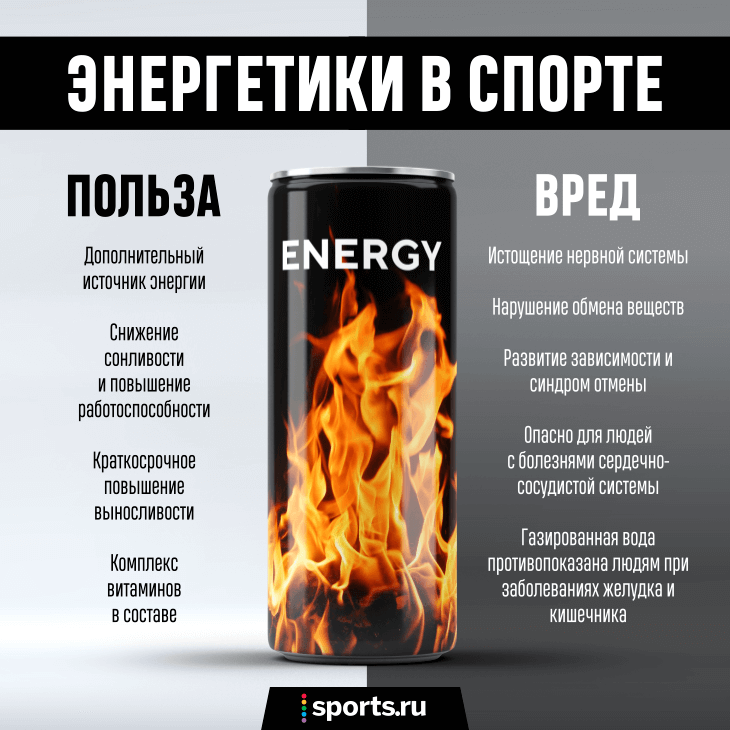 ЭНЕРГЕТИКИ В СПОРТЕ
ПОЛЬЗА
Дополнительный
источник энергии
Снижение
сонливости
и повышение
работоспособности
Краткосрочное
повышение
выносливости
Комплекс
витаминов
в составе
ENERGY
ВРЕД
Истощение нервной системы
Нарушение обмена веществ
Развитие зависимости и
синдром отмены
Опасно для людей
с болезнями сердечно-
сосудистой системы
Газированная вода
противопоказана людям при
заболеваниях желудка и
кишечника
sports.ru